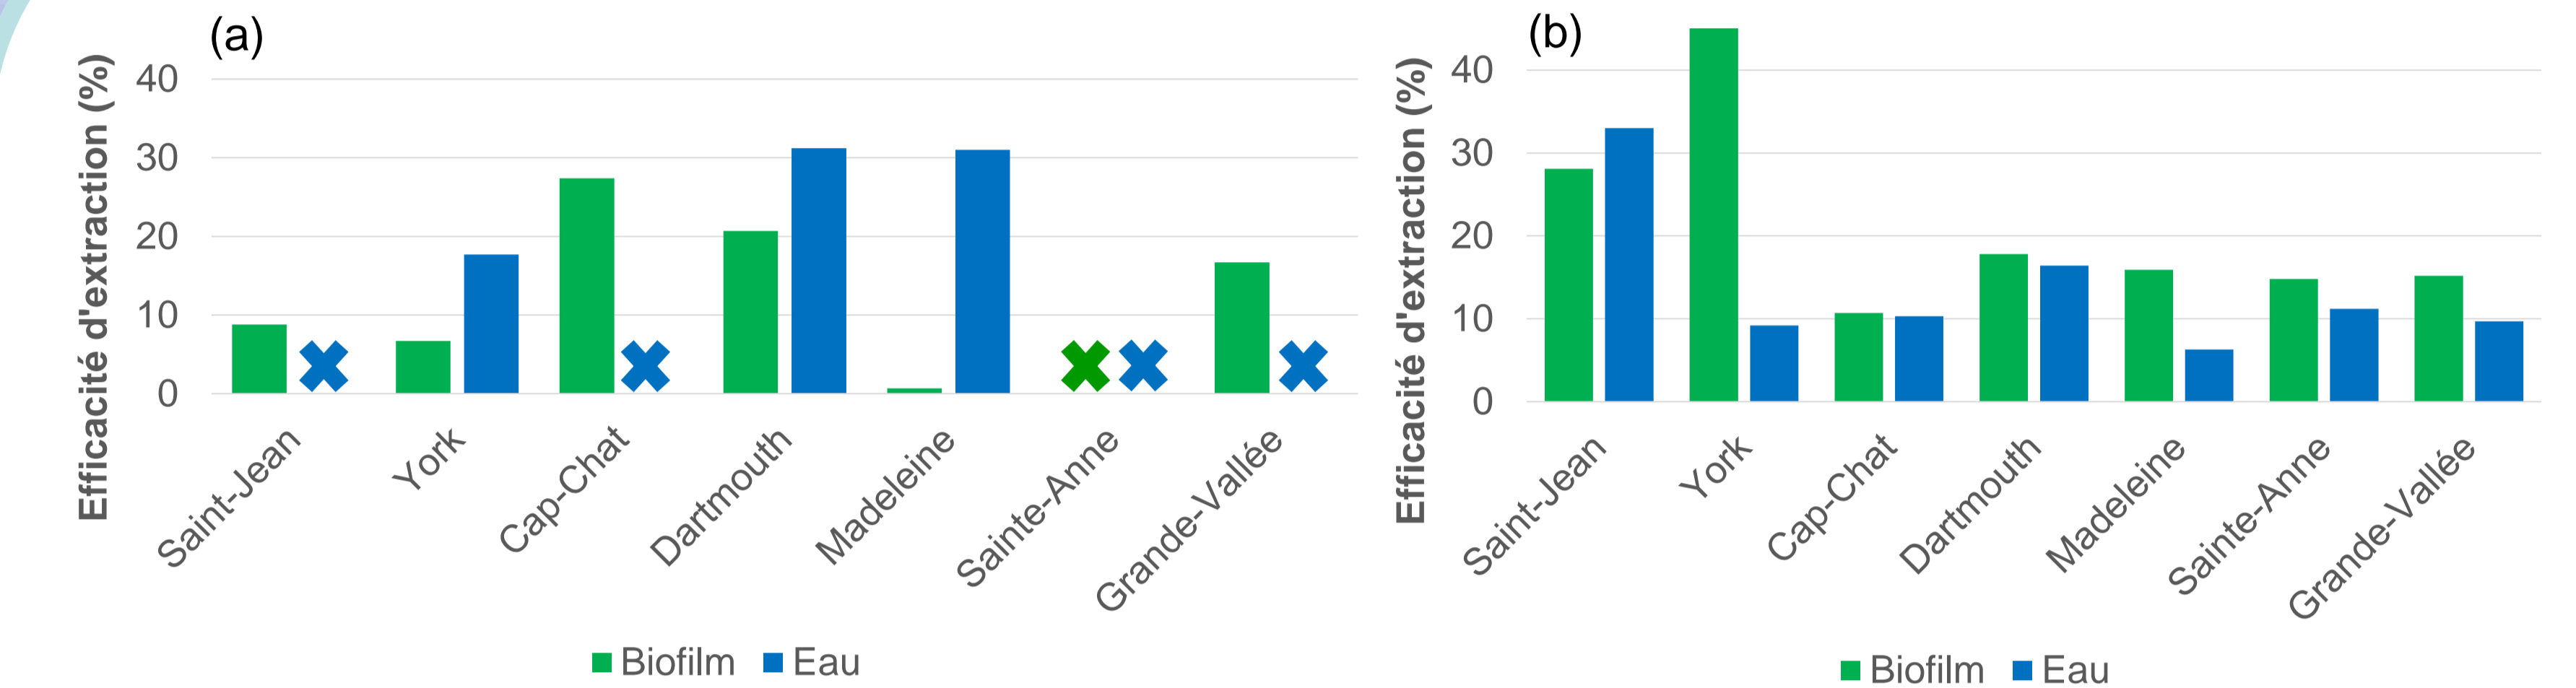 (a)
Efficacité d'extraction (%)
40
30
20
10
0
Saint-Jean
York
Cap-Chat
Dartmouth
Madeleine
Sainte-Anne
Grande-Vallée
Biofilm Eau
(b)
Efficacité d'extraction (%)
40
30
20
10
0
Saint-Jean
York
Cap-Chat
Dartmouth
Madeleine
Sainte-Anne
Grande-Vallée
Biofilm Eau